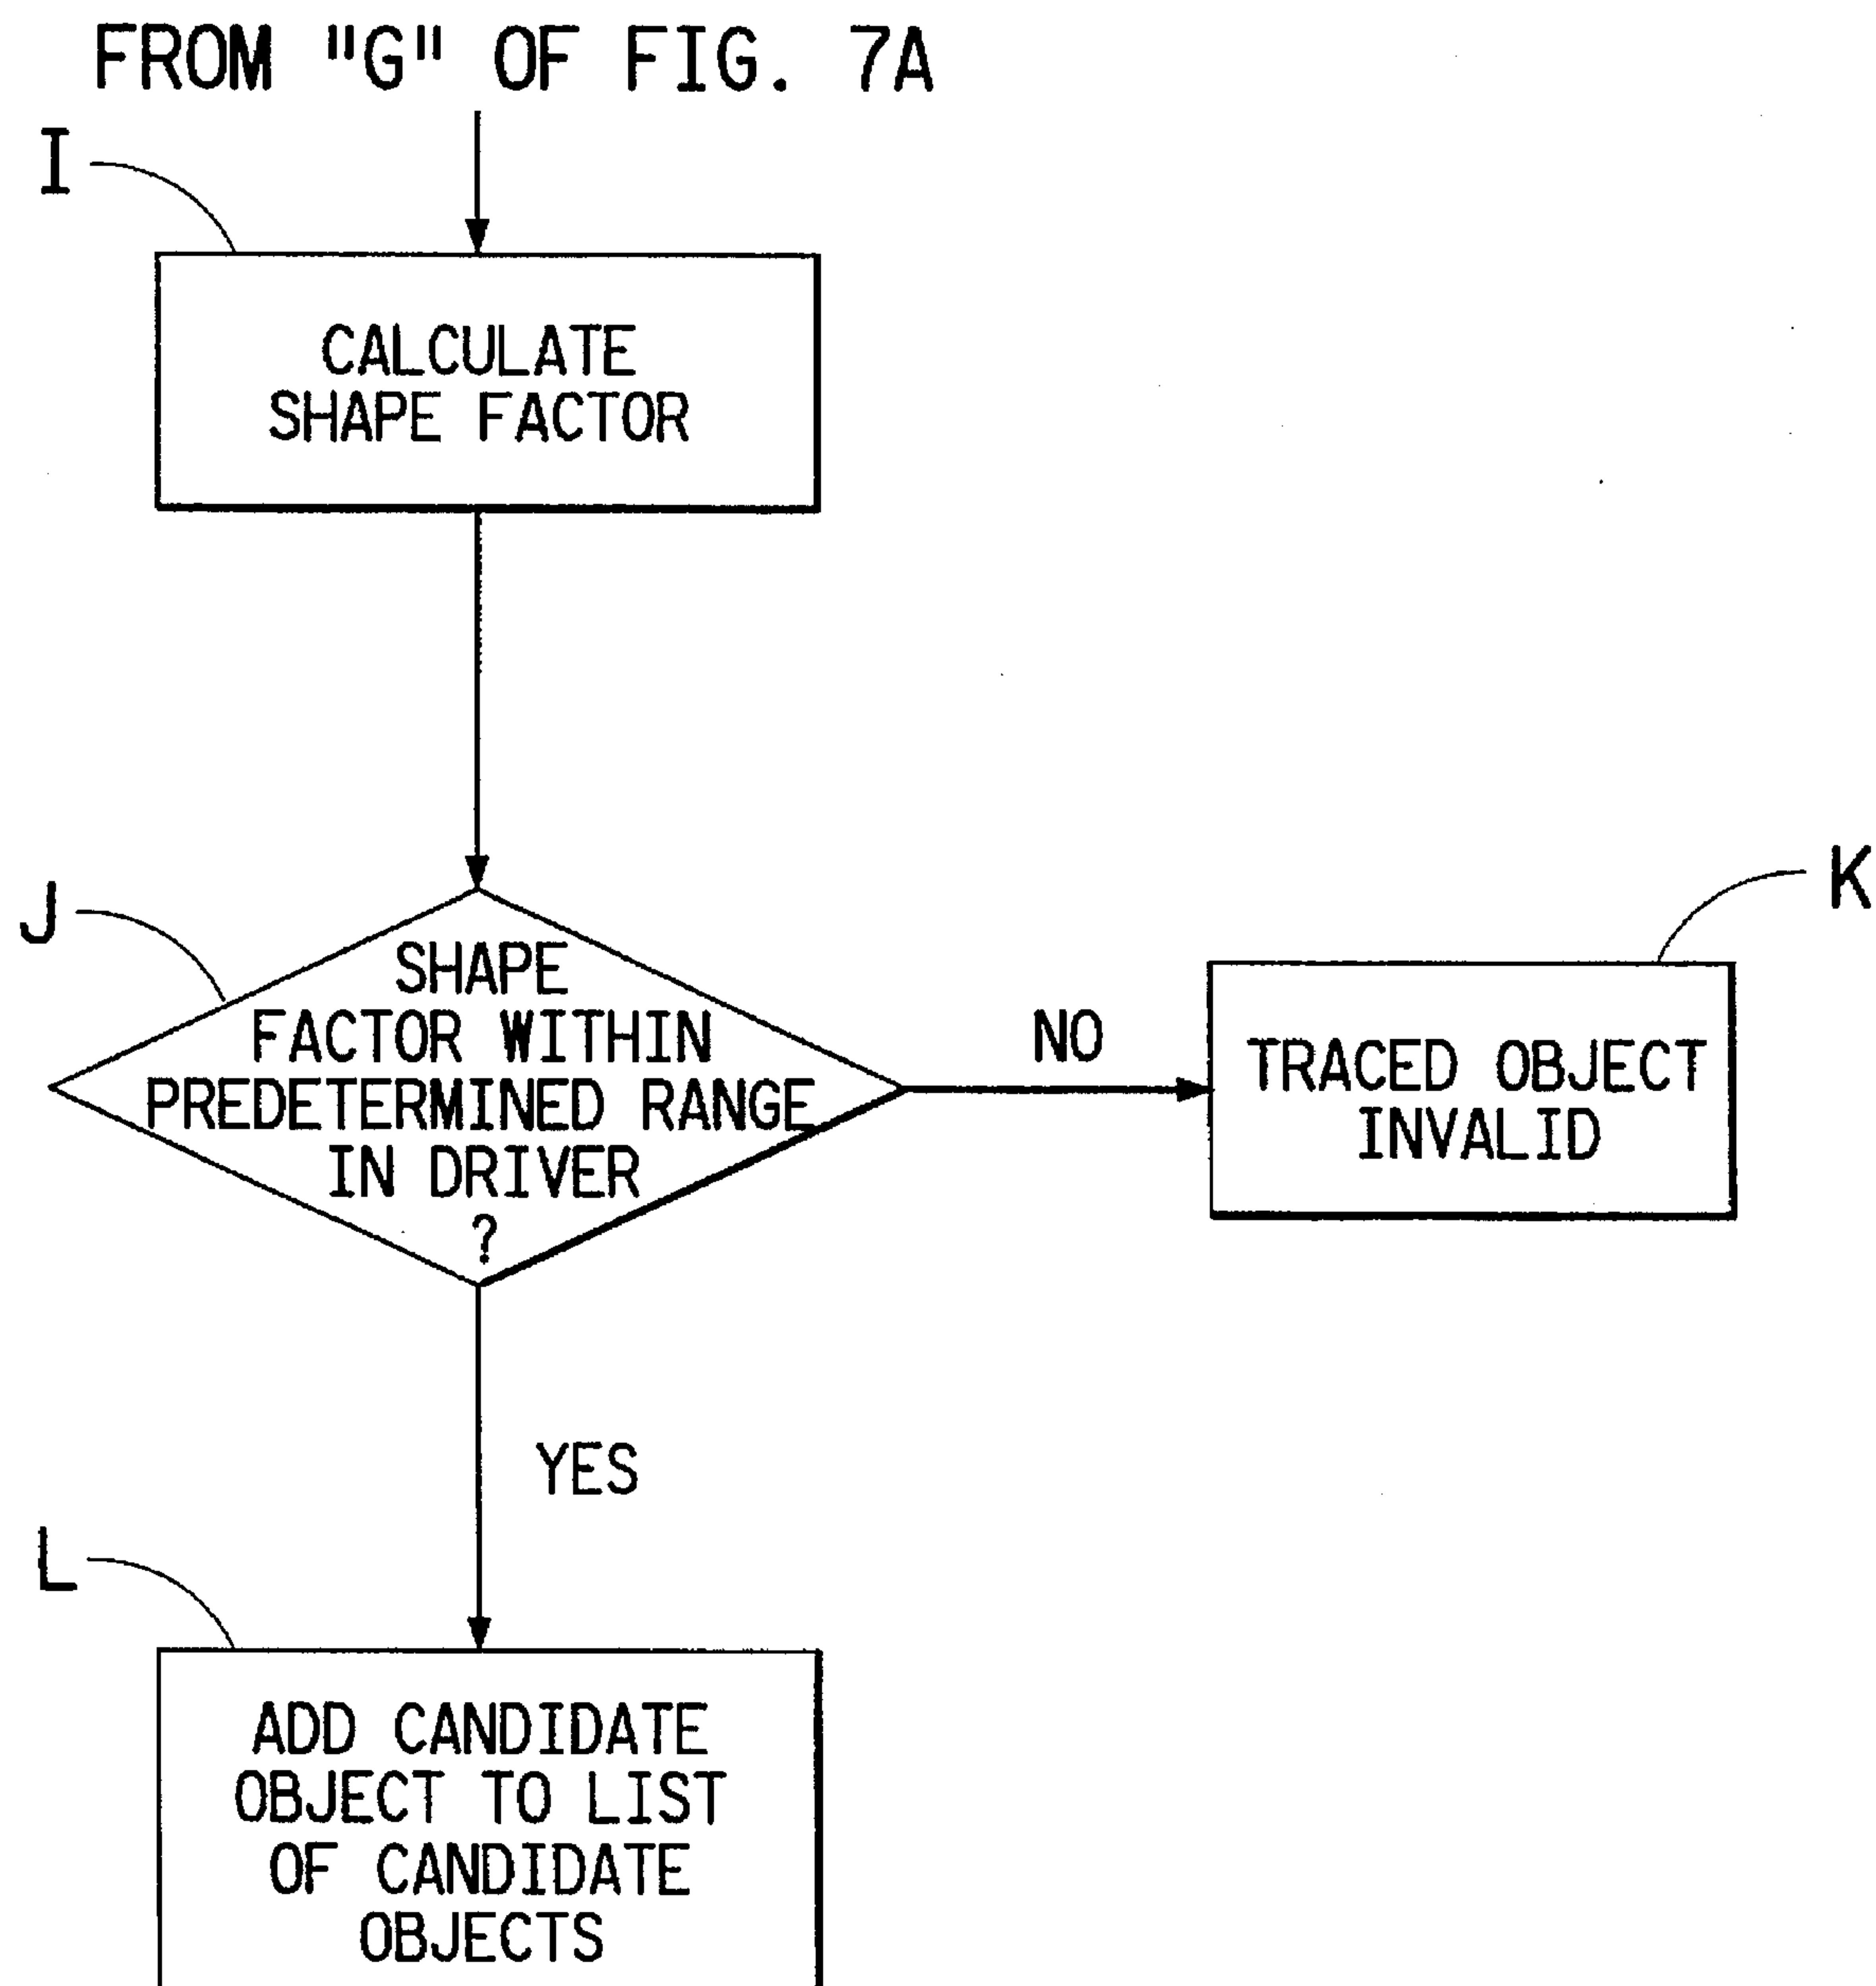 FROM "G" OF FIG. 7A
I
CALCULATE
SHAPE FACTOR
J
SHAPE
FACTOR WITHIN
PREDETERMINED RANGE
IN DRIVER
?
NO
K
TRACED OBJECT
INVALID
YES
L
ADD CANDIDATE
OBJECT TO LIST
OF CANDIDATE
OBJECTS